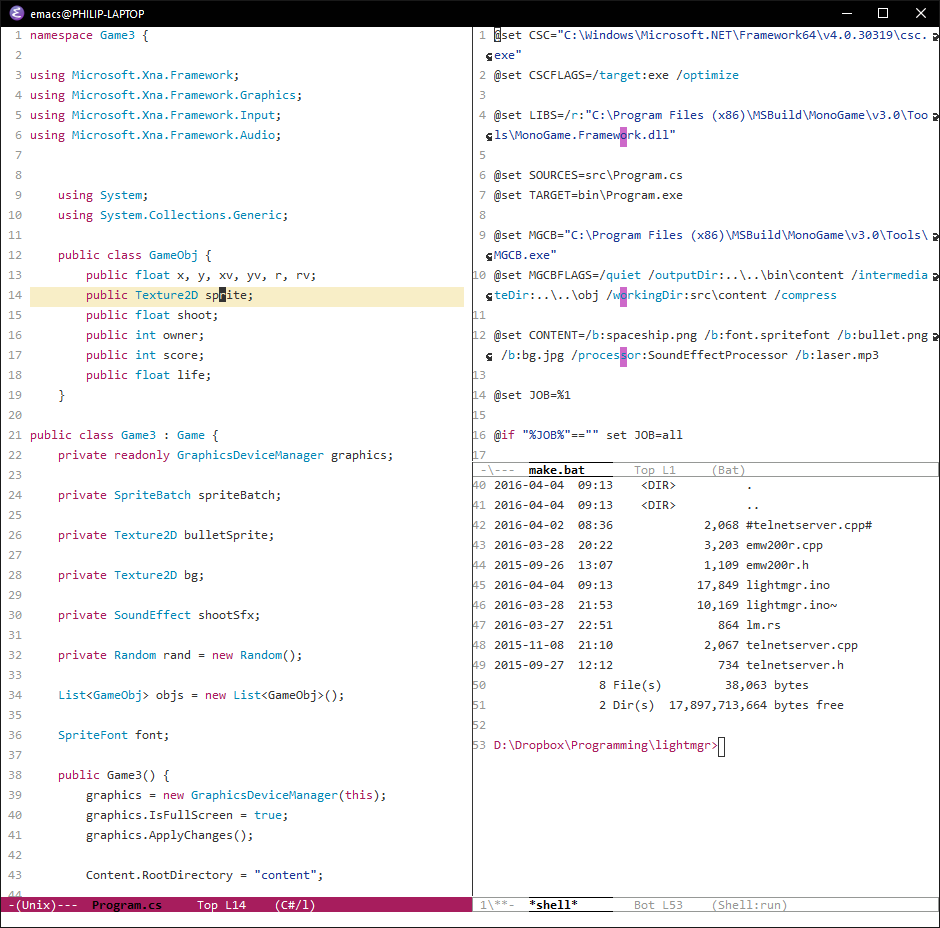 emacs@PHILIP-LAPTOP
1 namespace Game3 {
2
3 using Microsoft.Xna.Framework;
4 using Microsoft.Xna.Framework.Graphics;
5 using Microsoft.Xna.Framework.Input;
6 using Microsoft.Xna.Framework.Audio;
7
8
9     using System;
10     using System.Collections.Generic;
11
12     public class GameObj {
13         public float x, y, xv, yv, r, rv;
14         public Texture2D sprite;
15         public float shoot;
16         public int owner;
17         public int score;
18         public float life;
19     }
20
21 public class Game3 : Game {
22     private readonly GraphicsDeviceManager graphics;
23
24     private SpriteBatch spriteBatch;
25
26     private Texture2D bulletSprite;
27
28     private Texture2D bg;
29
30     private SoundEffect shootSfx;
31
32     private Random rand = new Random();
33
34     List<GameObj> objs = new List<GameObj>();
35
36     SpriteFont font;
37
38     public Game3() {
39         graphics = new GraphicsDeviceManager(this);
40         graphics.IsFullScreen = true;
41         graphics.ApplyChanges();
42
43         Content.RootDirectory = "content";
44
-(Unix)---  Program.cs     Top L14    (C#/l)
1 @set CSC="C:\Windows\Microsoft.NET\Framework64\v4.0.30319\csc.
exe"
2 @set CSCFLAGS=/target:exe /optimize
3
4 @set LIBS=/r:"C:\Program Files (x86)\MSBuild\MonoGame\v3.0\Too
ls\MonoGame.Framework.dll"
5
6 @set SOURCES=src\Program.cs
7 @set TARGET=bin\Program.exe
8
9 @set MGCB="C:\Program Files (x86)\MSBuild\MonoGame\v3.0\Tools\
MGCB.exe"
10 @set MGCBFLAGS=/quiet /outputDir:..\..\bin\content /intermedia
teDir:..\..\obj /workingDir:src\content /compress
11
12 @set CONTENT=/b:spaceship.png /b:font.spritefont /b:bullet.png
 /b:bg.jpg /processor:SoundEffectProcessor /b:laser.mp3
13
14 @set JOB=%1
15
16 @if "%JOB%"=="" set JOB=all
17
-\---  make.bat       Top L1     (Bat)
40 2016-04-04  09:13    <DIR>          .
41 2016-04-04  09:13    <DIR>          ..
42 2016-04-02  08:36             2,068 #telnetserver.cpp#
43 2016-03-28  20:22             3,203 emw200r.cpp
44 2015-09-26  13:07             1,109 emw200r.h
45 2016-04-04  09:13            17,849 lightmgr.ino
46 2016-03-28  21:53            10,169 lightmgr.ino~
47 2016-03-27  22:51               864 lm.rs
48 2015-11-08  21:10             2,067 telnetserver.cpp
49 2015-09-27  12:12               734 telnetserver.h
50                8 File(s)         38,063 bytes
51                2 Dir(s)  17,897,713,664 bytes free
52
53 D:\Dropbox\Programming\lightmgr>
1\**-  *shell*        Bot L53    (Shell:run)